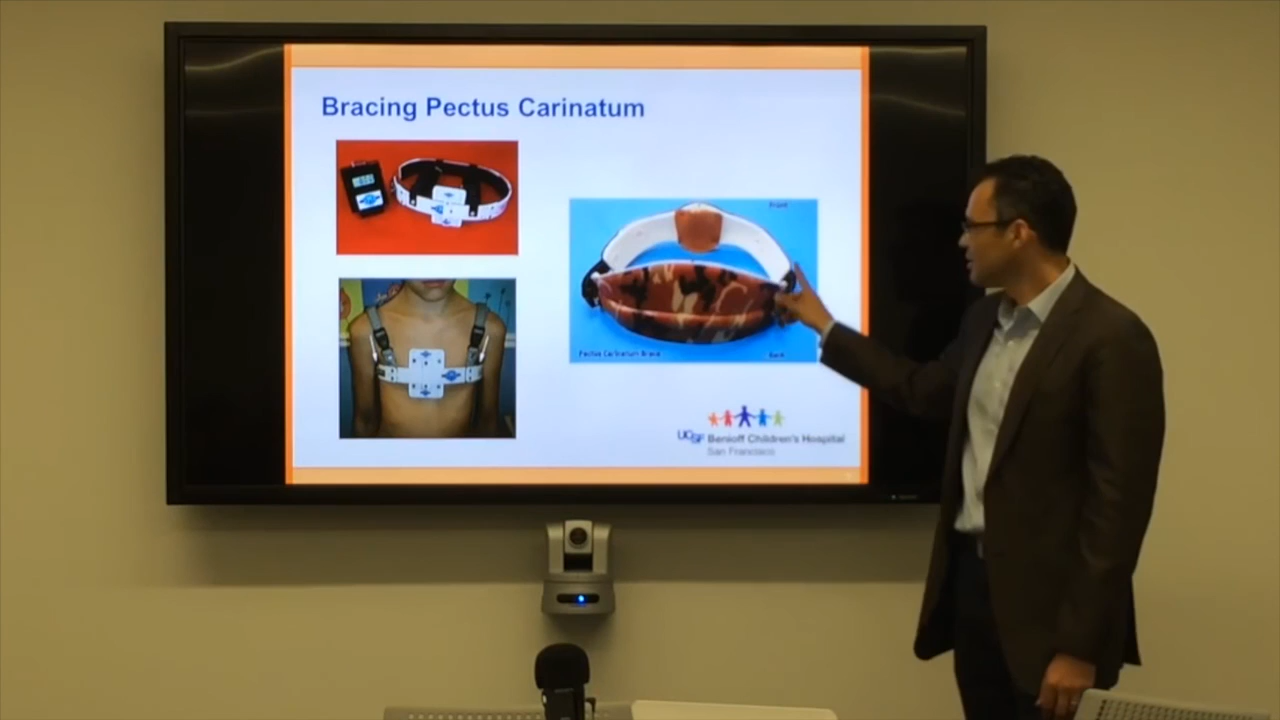 Bracing Pectus Carinatum
Front
Pectus Carinatum Brace
Back
UCSF Benioff Children's Hospital
San Francisco